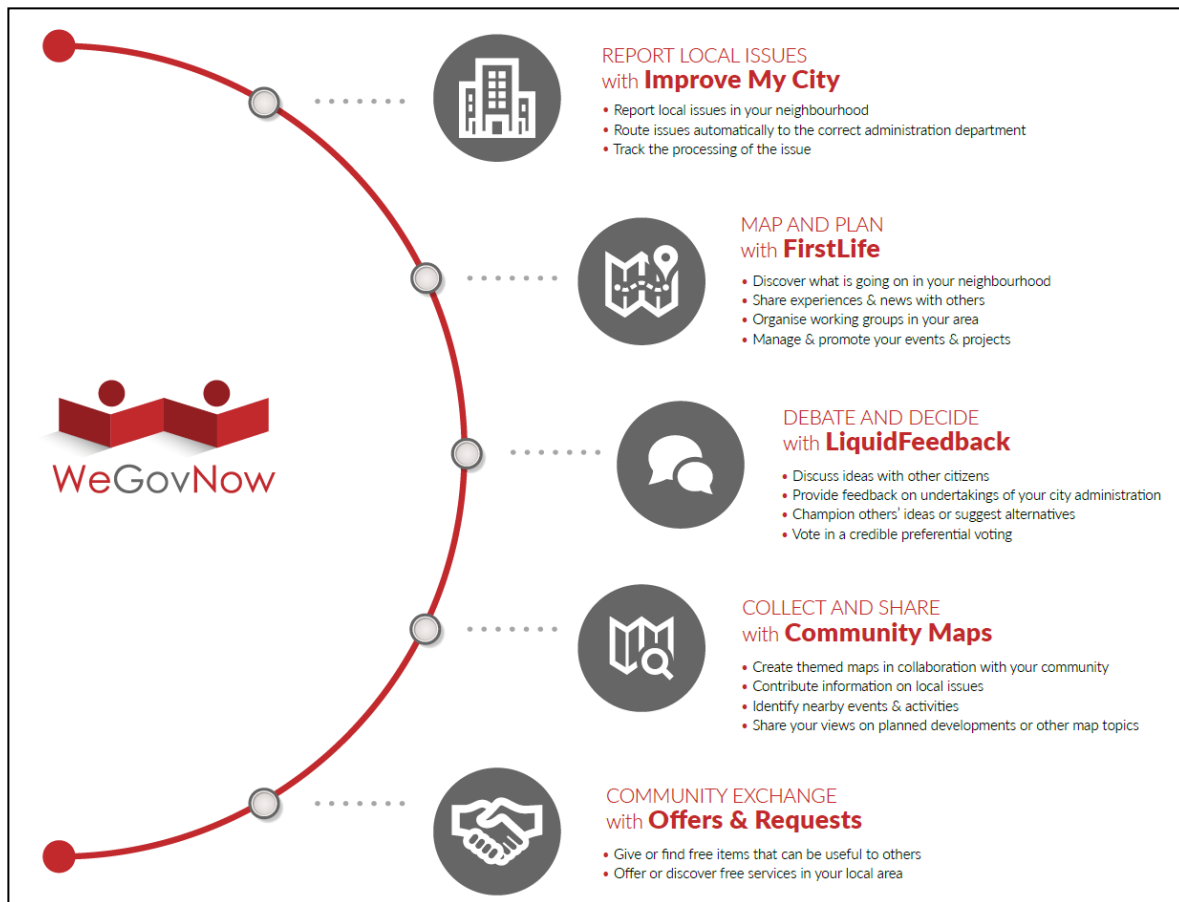 REPORT LOCAL ISSUES
with Improve My City
• Report local issues in your neighbourhood
• Route issues automatically to the correct administration department
• Track the processing of the issue
MAP AND PLAN
with FirstLife
• Discover what is going on in your neighbourhood
• Share experiences & news with others
• Organise working groups in your area
• Manage & promote your events & projects
WeGovNow
DEBATE AND DECIDE
with LiquidFeedback
• Discuss ideas with other citizens
• Provide feedback on undertakings of your city administration
• Champion others' ideas or suggest alternatives
• Vote in a credible preferential voting
COLLECT AND SHARE
with Community Maps
• Create themed maps in collaboration with your community
• Contribute information on local issues
• Identify nearby events & activities
• Share your views on planned developments or other map topics
COMMUNITY EXCHANGE
with Offers & Requests
• Give or find free items that can be useful to others
• Offer or discover free services in your local area